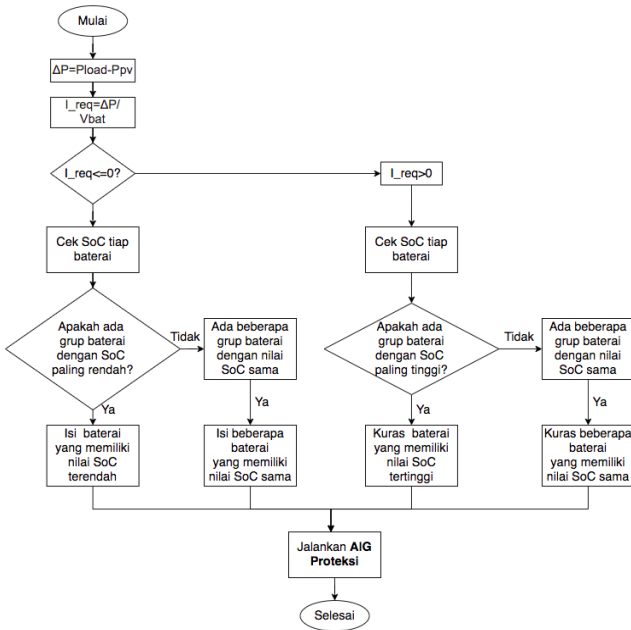 Mulai
ΔP=Pload-Ppv
I_req=ΔP/
Vbat
I_req<=0?
I_req>0
Cek SoC tiap
baterai
Cek SoC tiap
baterai
Apakah ada
grup baterai
dengan SoC
paling rendah?
Tidak
Ada beberapa
grup baterai
dengan nilai
SoC sama
Apakah ada
grup baterai
dengan SoC
paling tinggi?
Tidak
Ada beberapa
grup baterai
dengan nilai
SoC sama
Ya
Ya
Ya
Ya
Isi baterai
yang memiliki
nilai SoC
terendah
Isi beberapa
baterai
yang memiliki
nilai SoC sama
Kuras baterai
yang memiliki
nilai SoC
tertinggi
Kuras beberapa
baterai
yang memiliki
nilai SoC sama
Jalankan AlG
Proteksi
Selesai